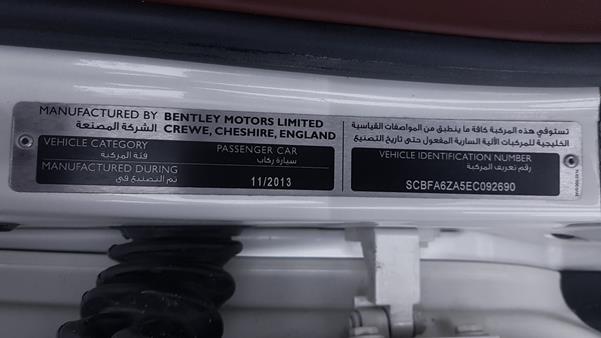 MANUFACTURED BY BENTLEY MOTORS LIMITED
الشركة المصنعة CREWE, CHESHIRE, ENGLAND
VEHICLE CATEGORY PASSENGER CAR
فئة المركبة سيارة ركاب
MANUFACTURED DURING
تم التصنيع في 11/2013
تستوفي هذه المركبة كافة ما ينطبق من المواصفات القياسية
الخليجية للمركبات الآلية السارية المفعول حتى تاريخ التصنيع
VEHICLE IDENTIFICATION NUMBER
رقم تعريف المركبة
SCBFA6ZA5EC092690